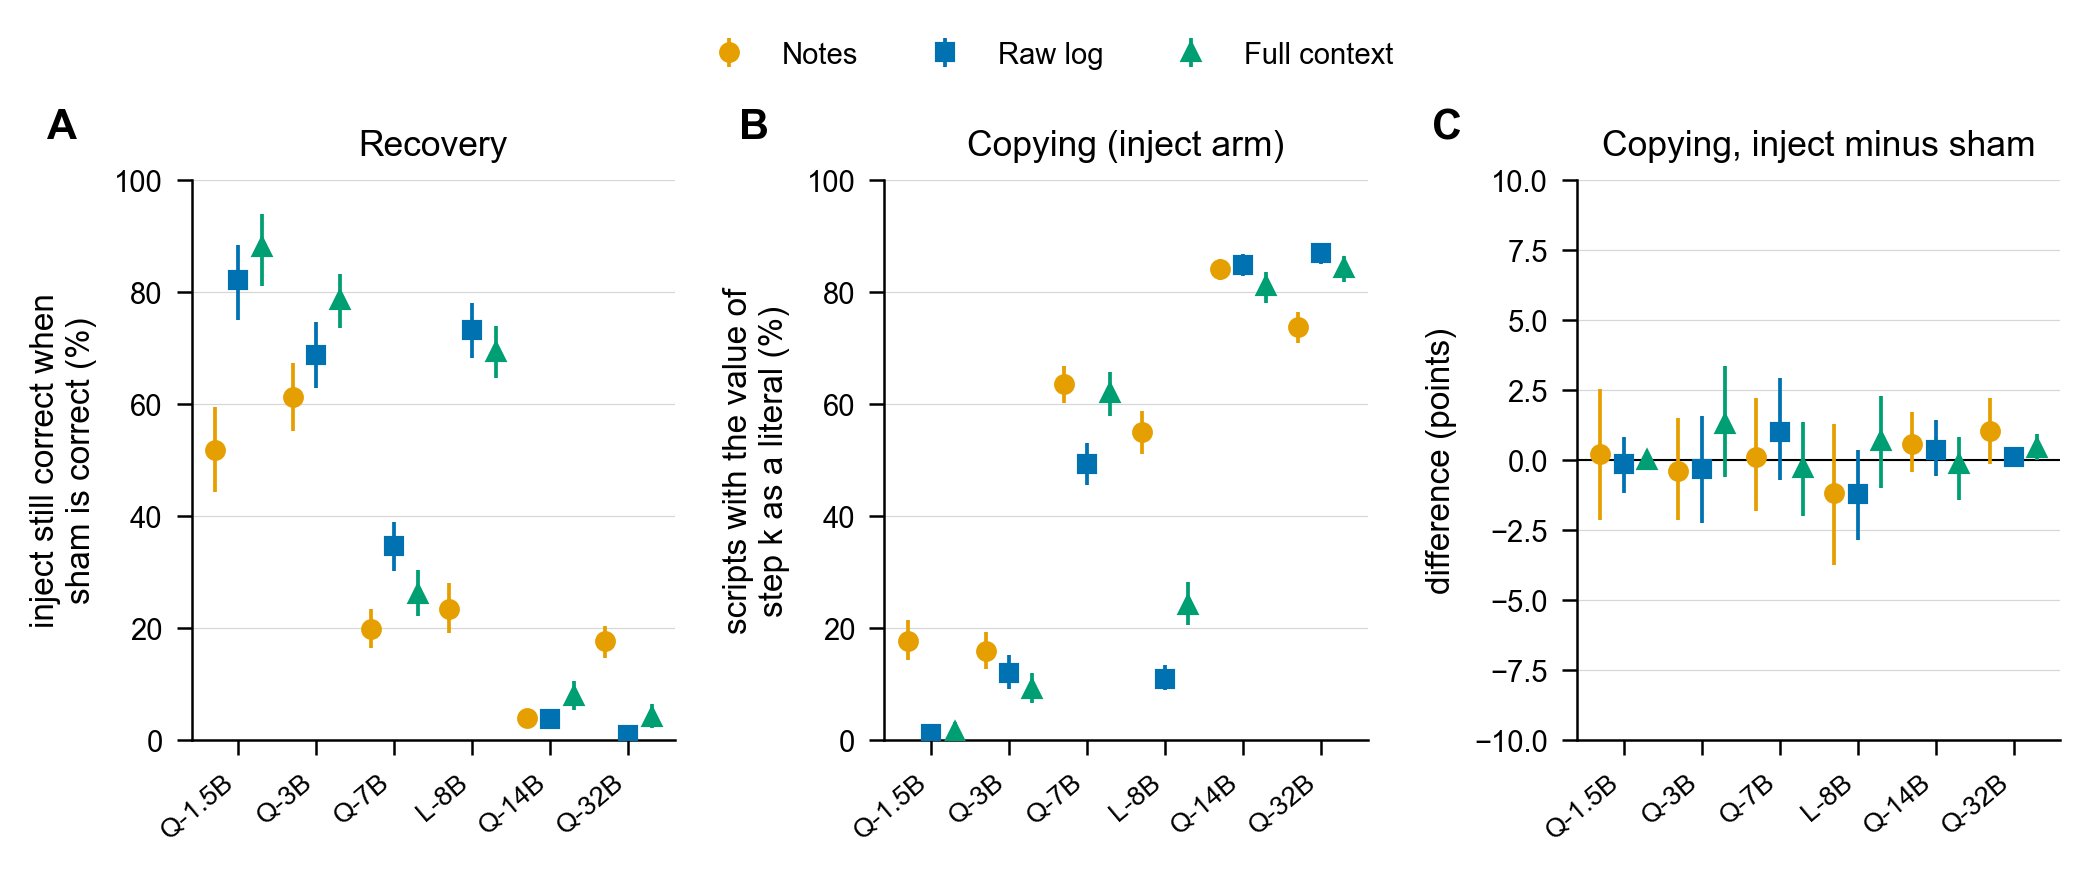 Notes
Raw log
Full context
A
Recovery
inject still correct when
sham is correct (%)
100
80
60
40
20
0
Q-1.5B
Q-3B
Q-7B
L-8B
Q-14B
Q-32B
B
Copying (inject arm)
scripts with the value of
step k as a literal (%)
100
80
60
40
20
0
Q-1.5B
Q-3B
Q-7B
L-8B
Q-14B
Q-32B
C
Copying, inject minus sham
difference (points)
10.0
7.5
5.0
2.5
0.0
−2.5
−5.0
−7.5
−10.0
Q-1.5B
Q-3B
Q-7B
L-8B
Q-14B
Q-32B